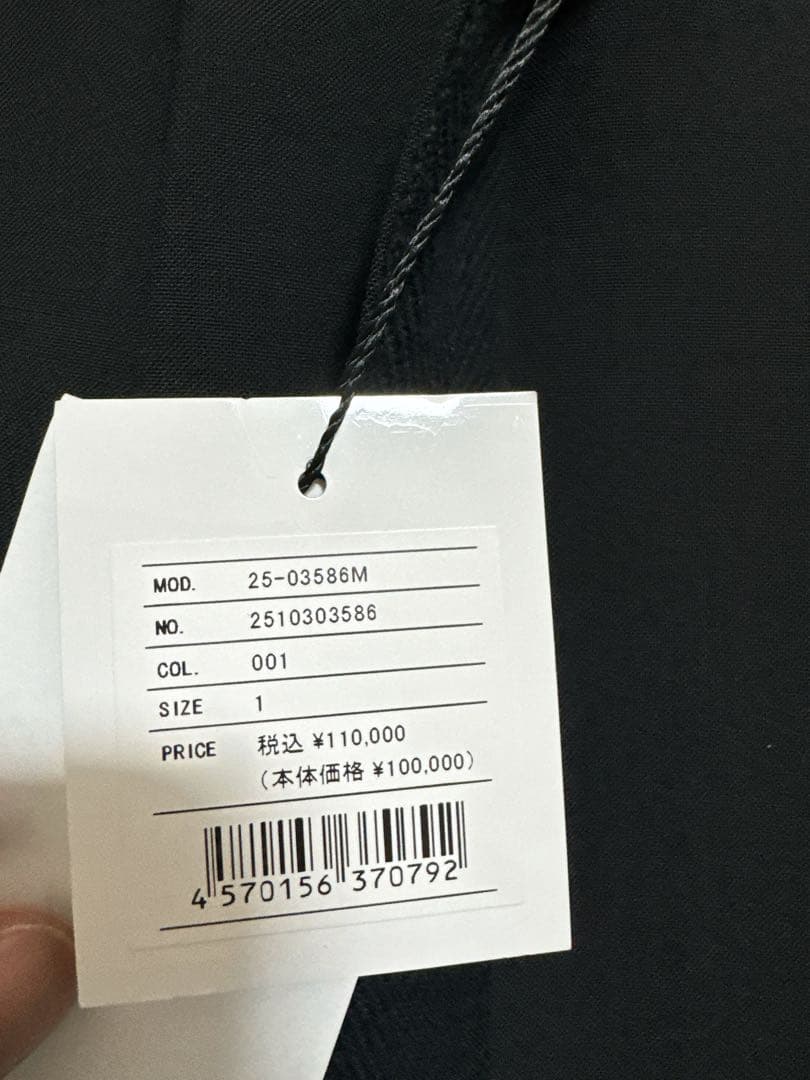 MOD. 25-03586M
NO. 2510303586
COL. 001
SIZE 1
PRICE 税込 ¥110,000
(本体価格 ¥100,000)
4 570156 370792